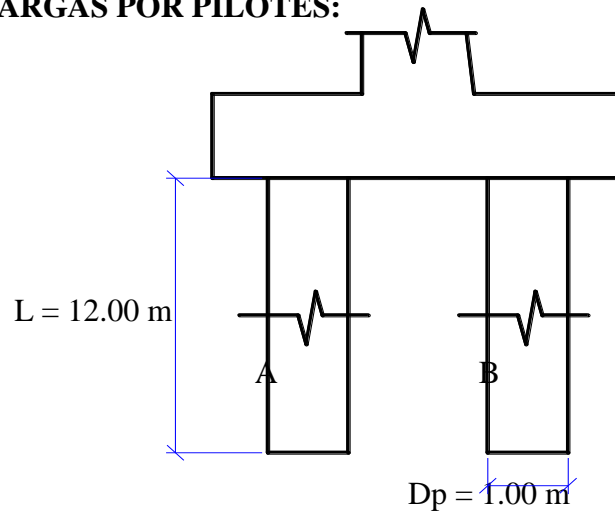 ARGAS POR PILOTES:
L = 12.00 m
A
B
Dp = 1.00 m